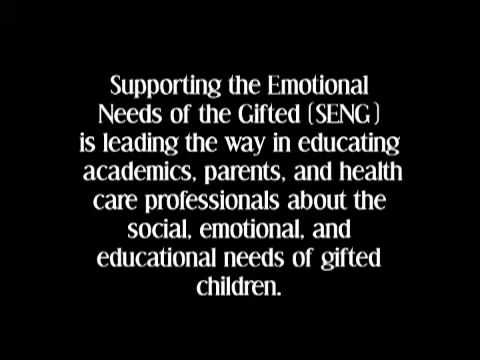 Supporting the Emotional
Needs of the Gifted (SENG)
is leading the way in educating
academics, parents, and health
care professionals about the
social, emotional, and
educational needs of gifted
children.